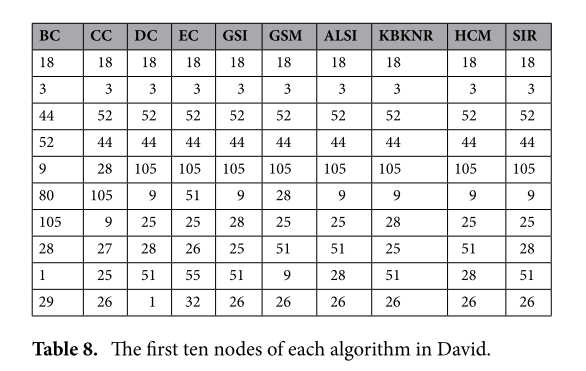 BC CC DC EC GSI GSM ALSI KBKNR HCM SIR
18 18 18 18 18 18 18 18 18 18
3 3 3 3 3 3 3 3 3 3
44 52 52 52 52 52 52 52 52 52
52 44 44 44 44 44 44 44 44 44
9 28 105 105 105 105 105 105 105 105
80 105 9 51 9 28 9 9 9 9
105 9 25 25 28 25 25 28 25 25
28 27 28 26 25 51 51 25 51 28
1 25 51 55 51 9 28 51 28 51
29 26 1 32 26 26 26 26 26 26
Table 8. The first ten nodes of each algorithm in David.